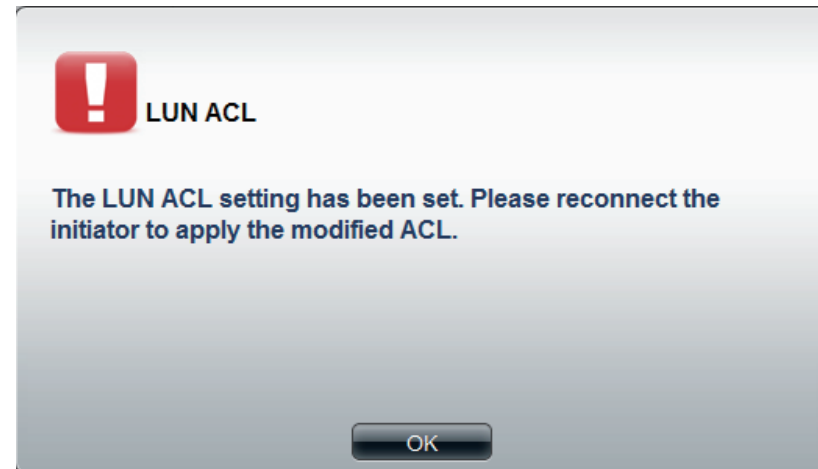 LUN ACL
The LUN ACL setting has been set. Please reconnect the
initiator to apply the modified ACL.
OK